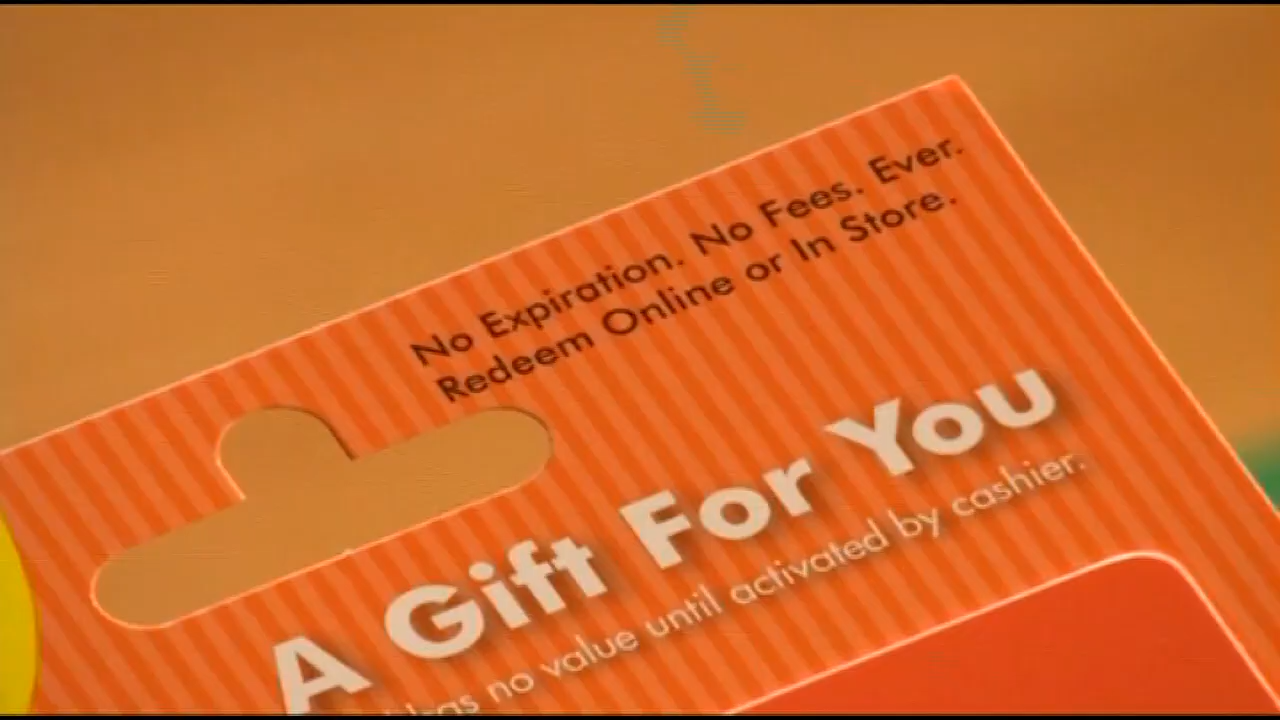 No Expiration. No Fees. Ever.
Redeem Online or In Store.
A Gift For You
has no value until activated by cashier.